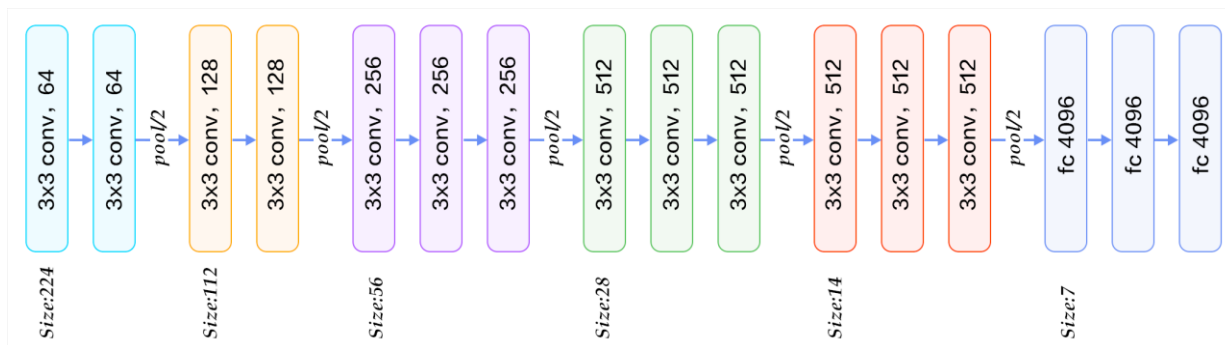 3x3 conv, 64
3x3 conv, 64
pool/2
3x3 conv, 128
3x3 conv, 128
pool/2
3x3 conv, 256
3x3 conv, 256
3x3 conv, 256
pool/2
3x3 conv, 512
3x3 conv, 512
3x3 conv, 512
pool/2
3x3 conv, 512
3x3 conv, 512
3x3 conv, 512
pool/2
fc 4096
fc 4096
fc 4096
Size:224
Size:112
Size:56
Size:28
Size:14
Size:7